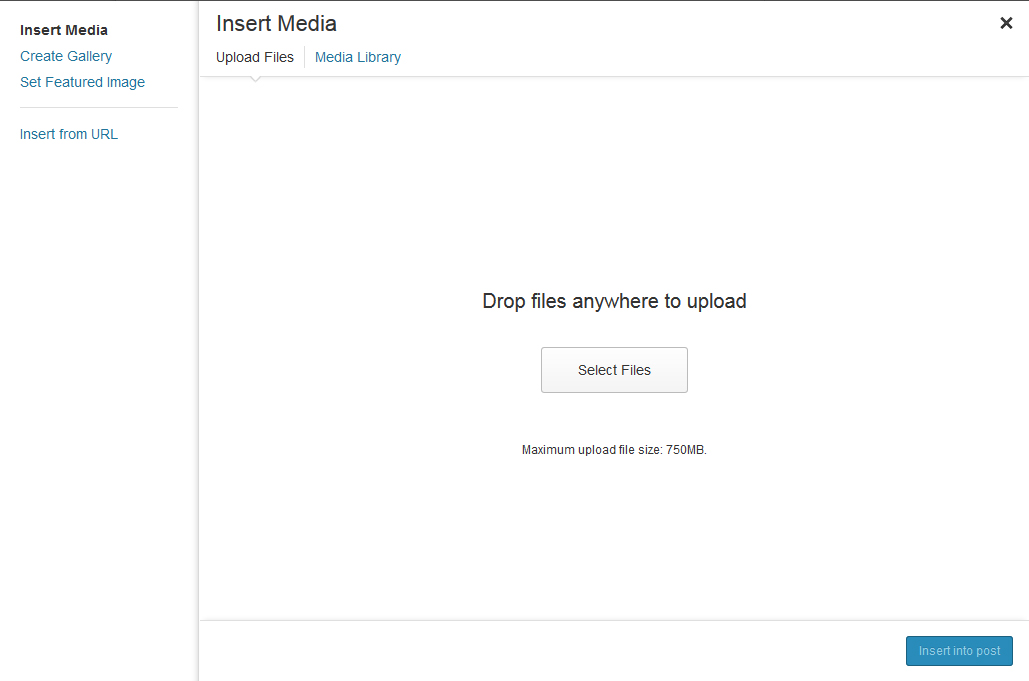 Insert Media
Create Gallery
Set Featured Image
Insert from URL
Insert Media
Upload Files
Media Library
Drop files anywhere to upload
Select Files
Maximum upload file size: 750MB.
Insert into post